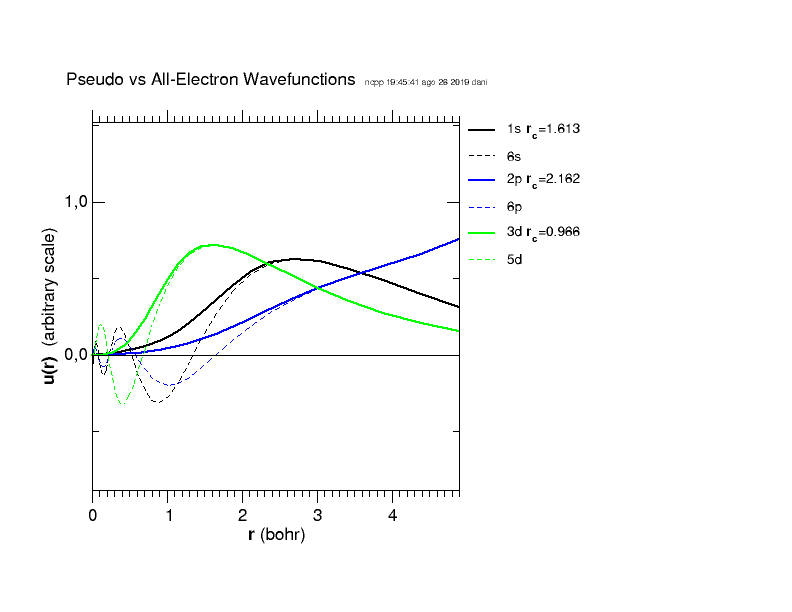 Pseudo vs All-Electron Wavefunctions ncpp 19:45:41 ago 26 2019 dani
1s rc=1.613
6s
2p rc=2.162
6p
3d rc=0.966
5d
1,0
0,0
u(r) (arbitrary scale)
0 1 2 3 4
r (bohr)